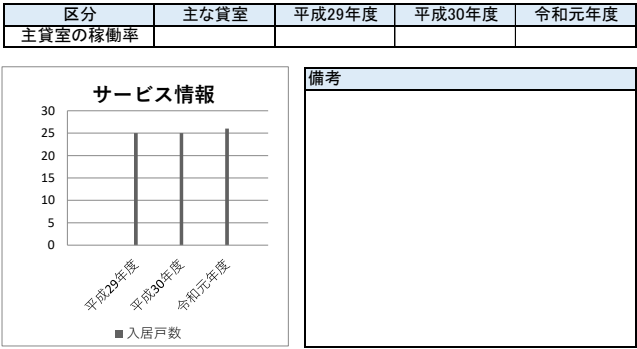 区分 主な貸室 平成29年度 平成30年度 令和元年度
主貸室の稼働率
サービス情報
30
25
20
15
10
5
0
平成29年度 平成30年度 令和元年度
■入居戸数
備考